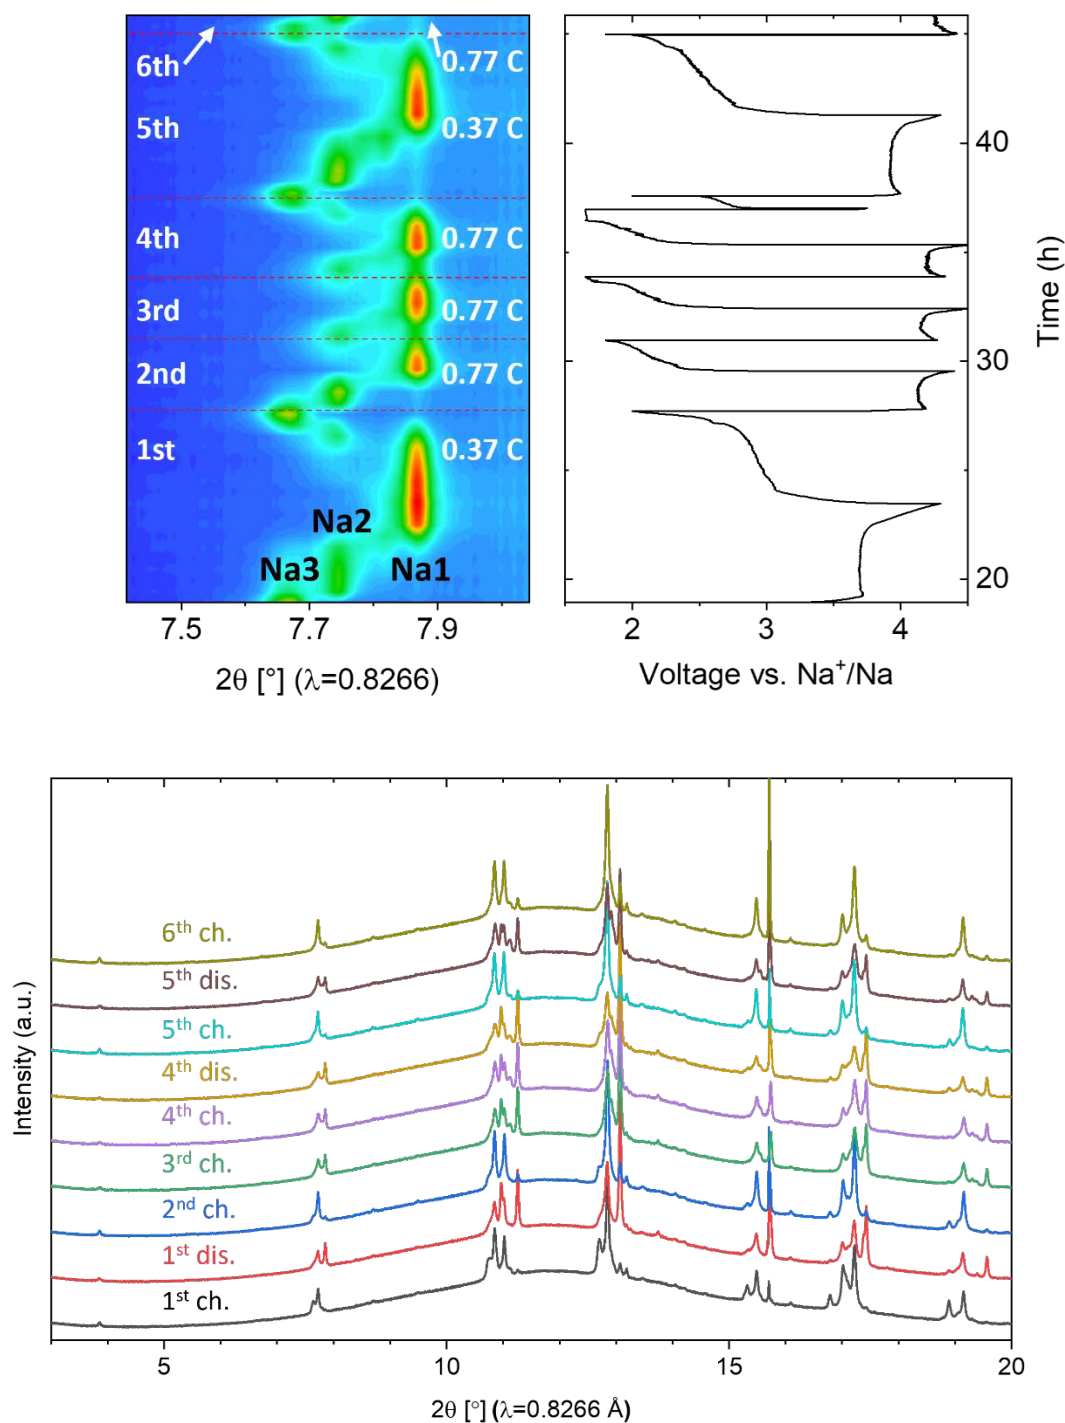 6th
0.77 C
5th
0.37 C
4th
0.77 C
3rd
0.77 C
2nd
0.77 C
1st
0.37 C
Na2
Na3
Na1
7.5
7.7
7.9
2θ [°] (λ=0.8266)
40
30
20
Time (h)
2
3
4
Voltage vs. Na⁺/Na
6th ch.
5th dis.
5th ch.
4th dis.
4th ch.
3rd ch.
2nd ch.
1st dis.
1st ch.
Intensity (a.u.)
5
10
15
20
2θ [°] (λ=0.8266 Å)